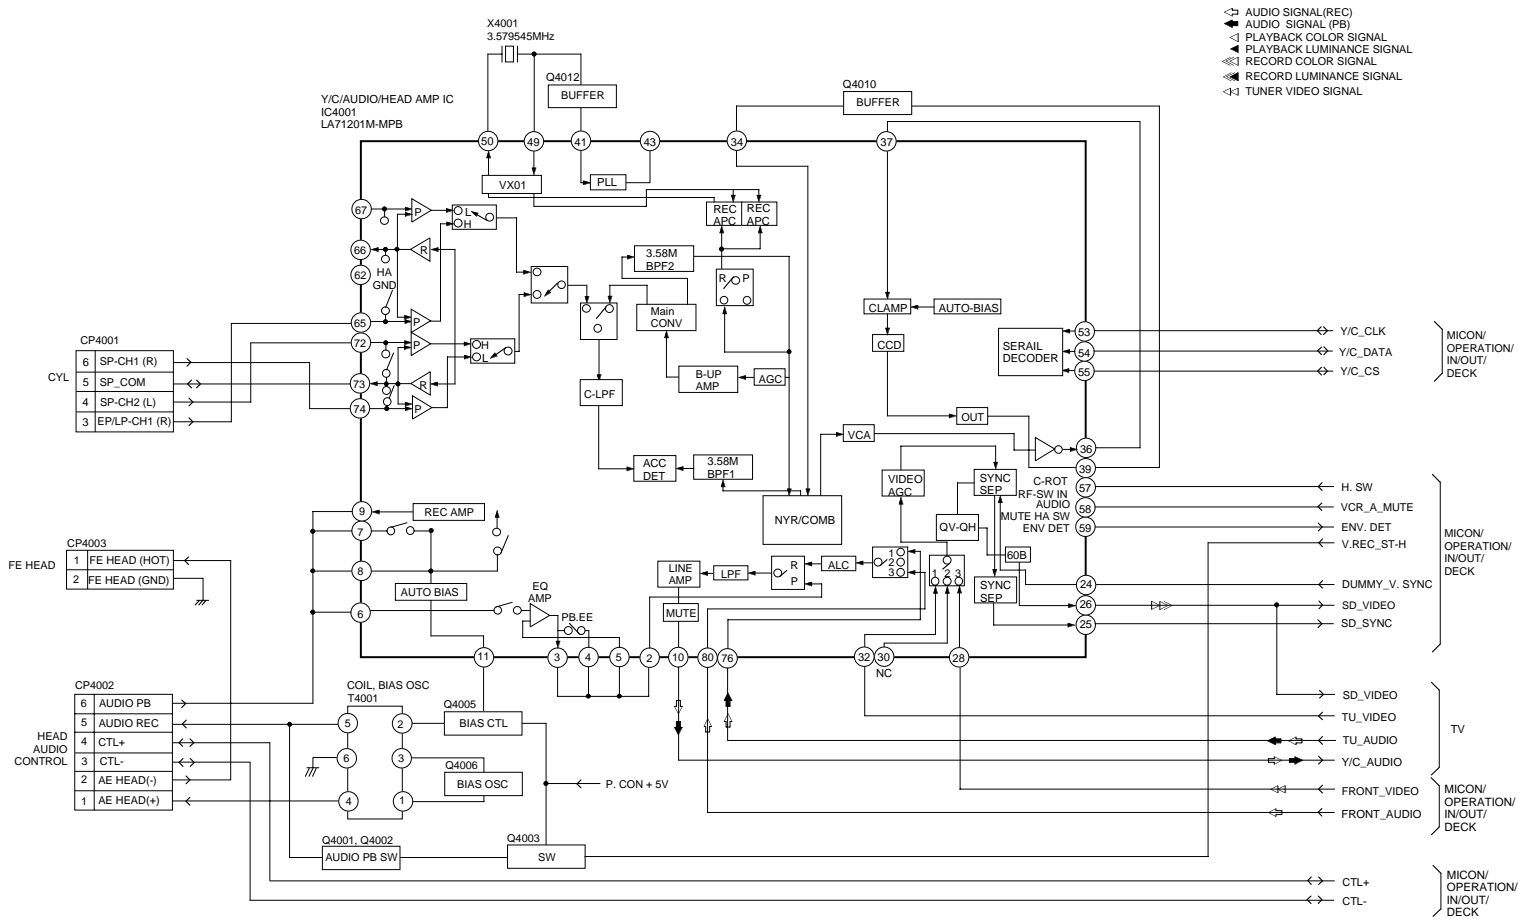 AUDIO SIGNAL(REC)
AUDIO SIGNAL (PB)
PLAYBACK COLOR SIGNAL
PLAYBACK LUMINANCE SIGNAL
RECORD COLOR SIGNAL
RECORD LUMINANCE SIGNAL
TUNER VIDEO SIGNAL
X4001
3.579545MHz
Q4012
BUFFER
Q4010
BUFFER
Y/C/AUDIO/HEAD AMP IC
IC4001
LA71201M-MPB
50
49
41
43
34
37
VX01
PLL
67
P
L
H
REC
APC
REC
APC
66
R
62
HA
GND
3.58M
BPF2
R P
65
P
Main
CONV
CLAMP
AUTO-BIAS
CCD
SERAIL
DECODER
53
54
55
Y/C_CLK
Y/C_DATA
Y/C_CS
MICON/
OPERATION/
IN/OUT/
DECK
CP4001
CYL
6 SP-CH1 (R)
5 SP_COM
4 SP-CH2 (L)
3 EP/LP-CH1 (R)
72
P
H
L
73
R
74
P
B-UP
AMP
AGC
C-LPF
OUT
VCA
36
39
ACC
DET
3.58M
BPF1
VIDEO
AGC
SYNC
SEP
C-ROT
RF-SW IN
AUDIO
MUTE HA SW
ENV DET
57
58
59
H. SW
VCR_A_MUTE
ENV. DET
V.REC_ST-H
MICON/
OPERATION/
IN/OUT/
DECK
NYR/COMB
QV-QH
60B
9
REC AMP
7
8
AUTO BIAS
6
CP4003
FE HEAD
1 FE HEAD (HOT)
2 FE HEAD (GND)
EQ
AMP
PB.EE
LINE
AMP
LPF
R
P
ALC
1
2
3
1 2 3
SYNC
SEP
MUTE
24
26
25
DUMMY_V. SYNC
SD_VIDEO
SD_SYNC
11
3
4
5
2
10
80
76
32
30
NC
28
CP4002
HEAD
AUDIO
CONTROL
6 AUDIO PB
5 AUDIO REC
4 CTL+
3 CTL-
2 AE HEAD(-)
1 AE HEAD(+)
COIL, BIAS OSC
T4001
5
2
6
3
4
1
Q4005
BIAS CTL
Q4006
BIAS OSC
P. CON + 5V
Q4001, Q4002
AUDIO PB SW
Q4003
SW
SD_VIDEO
TU_VIDEO
TU_AUDIO
Y/C_AUDIO
TV
FRONT_VIDEO
FRONT_AUDIO
MICON/
OPERATION/
IN/OUT/
DECK
CTL+
CTL-
MICON/
OPERATION/
IN/OUT/
DECK